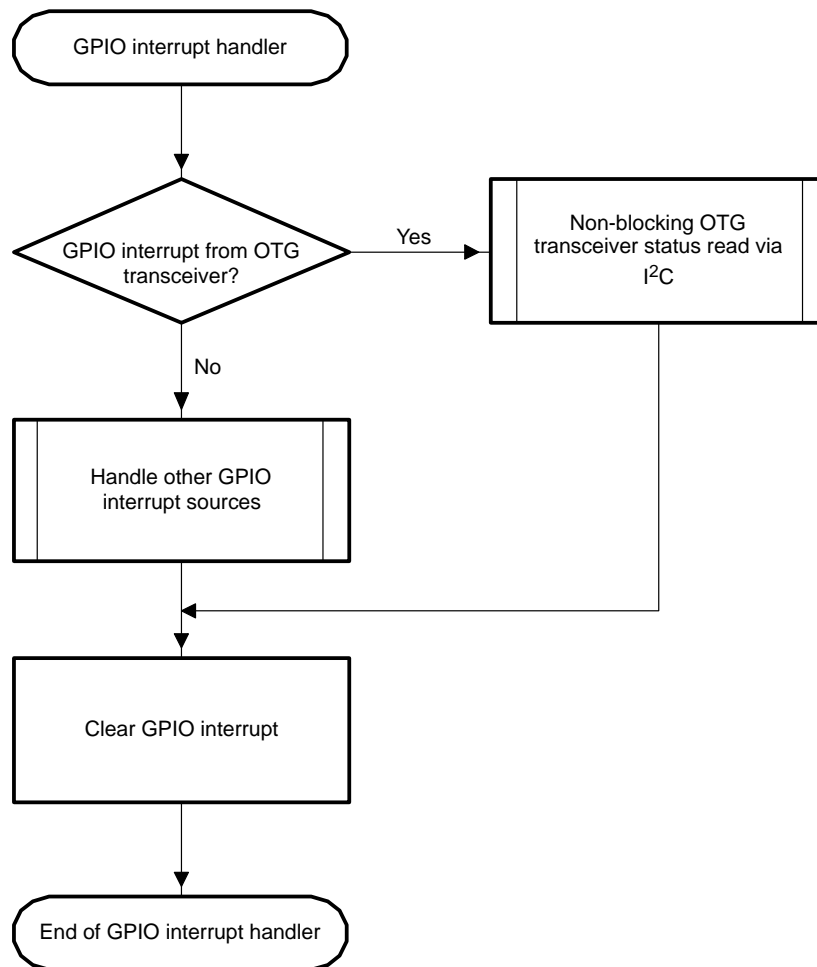 GPIO interrupt handler
GPIO interrupt from OTG
transceiver?
Yes
Non-blocking OTG
transceiver status read via
I²C
No
Handle other GPIO
interrupt sources
Clear GPIO interrupt
End of GPIO interrupt handler